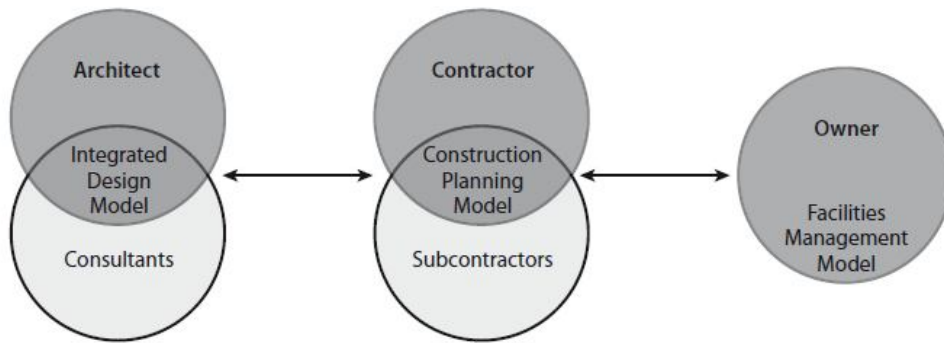 Architect
Integrated
Design
Model
Consultants
Contractor
Construction
Planning
Model
Subcontractors
Owner
Facilities
Management
Model